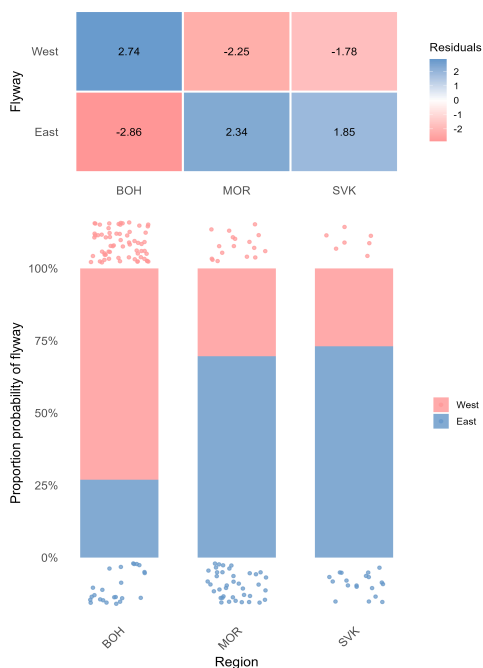 West
2.74
-2.25
-1.78
East
-2.86
2.34
1.85
Flyway
BOH
MOR
SVK
Residuals
2
1
0
-1
-2
100%
75%
50%
25%
0%
Proportion probability of flyway
West
East
BOH
MOR
SVK
Region